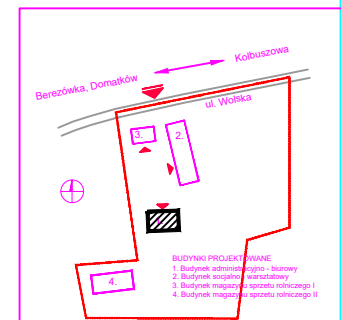 Kolbuszowa
Berezówka, Domatków
ul. Wolska
3.
2.
4.
BUDYNKI PROJEKTOWANE
1. Budynek administracyjno - biurowy
2. Budynek socjalno - warsztatowy
3. Budynek magazynu sprzetu rolniczego I
4. Budynek magazynu sprzetu rolniczego II